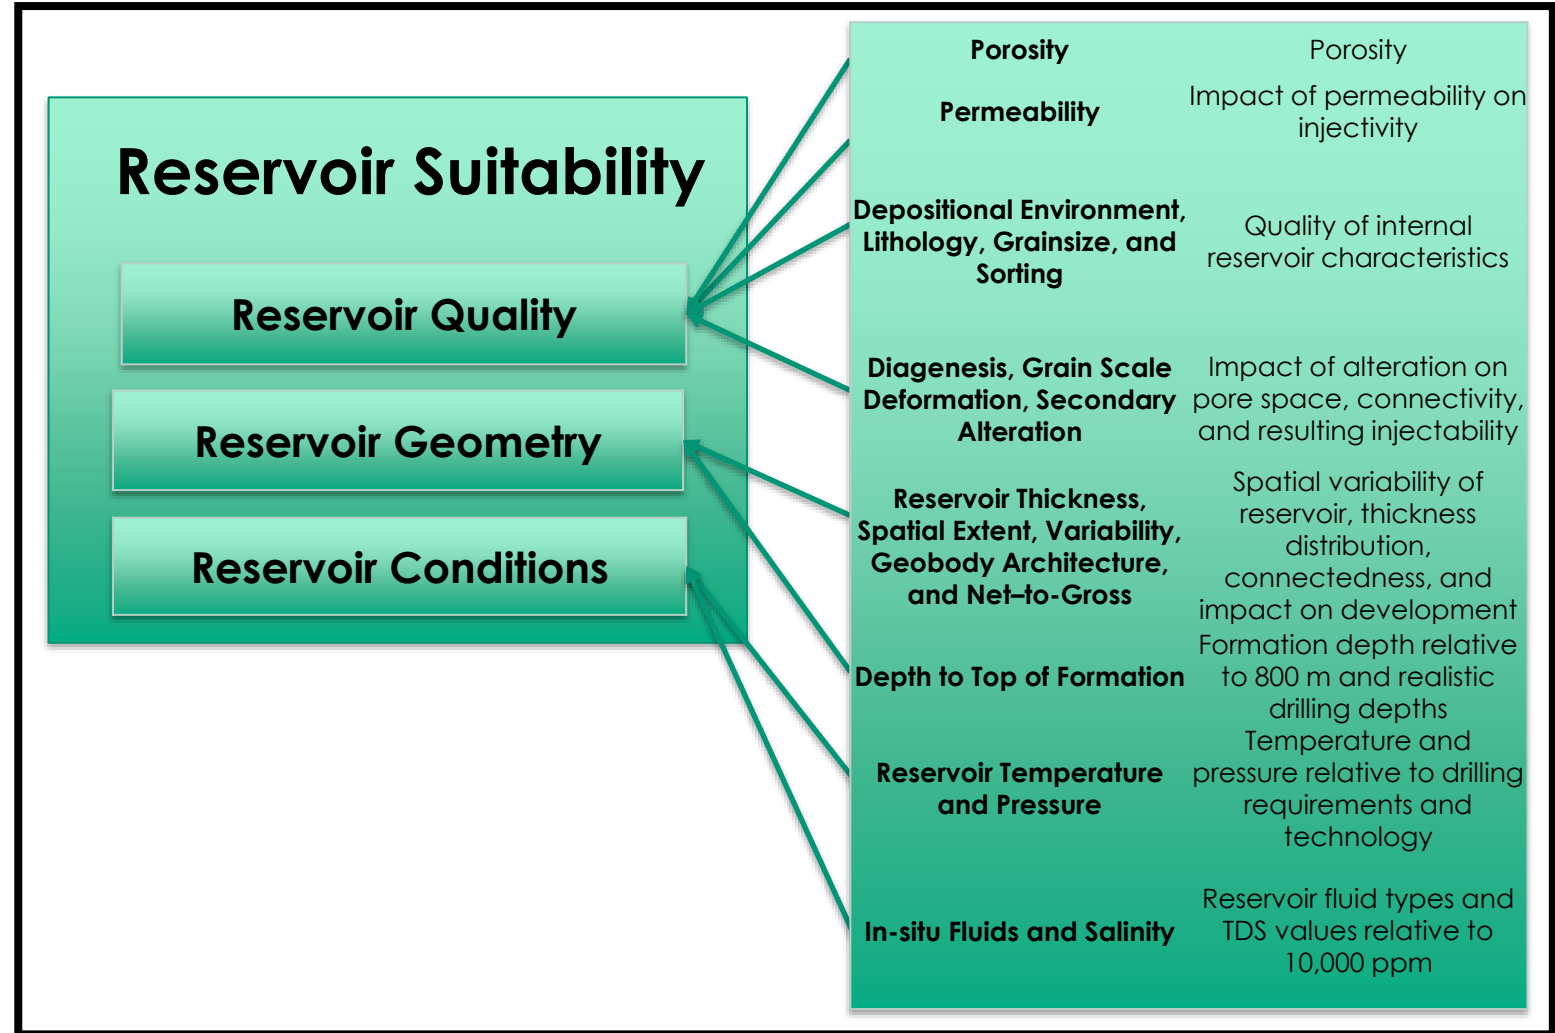 Reservoir Suitability
Reservoir Quality
Reservoir Geometry
Reservoir Conditions
Porosity
Porosity
Permeability
Impact of permeability on
injectivity
Depositional Environment,
Lithology, Grainsize, and
Sorting
Quality of internal
reservoir characteristics
Diagenesis, Grain Scale
Deformation, Secondary
Alteration
Impact of alteration on
pore space, connectivity,
and resulting injectability
Reservoir Thickness,
Spatial Extent, Variability,
Geobody Architecture,
and Net–to-Gross
Spatial variability of
reservoir, thickness
distribution,
connectedness, and
impact on development
Depth to Top of Formation
Formation depth relative
to 800 m and realistic
drilling depths
Reservoir Temperature
and Pressure
Temperature and
pressure relative to drilling
requirements and
technology
In-situ Fluids and Salinity
Reservoir fluid types and
TDS values relative to
10,000 ppm